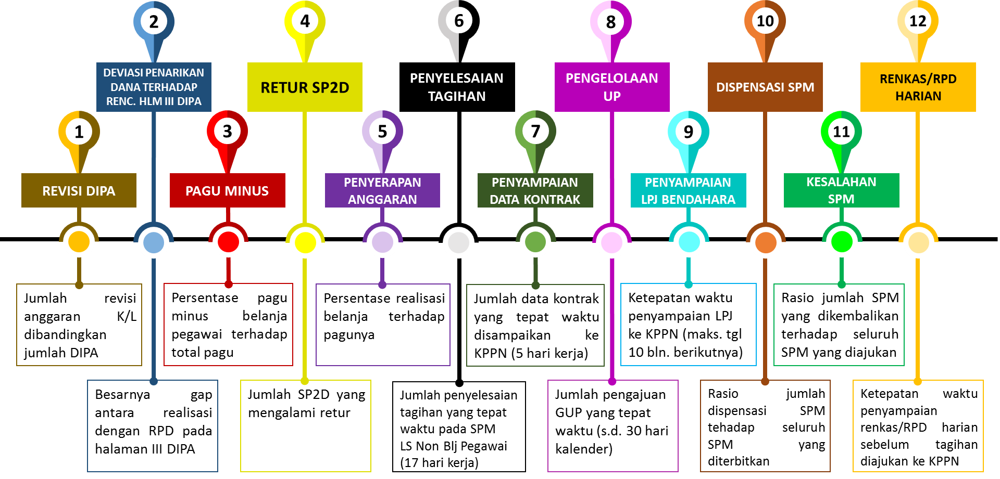 1
REVISI DIPA
Jumlah revisi
anggaran K/L
dibandingkan
jumlah DIPA
2
DEVIASI PENARIKAN
DANA TERHADAP
RENC. HLM III DIPA
Besarnya gap
antara realisasi
dengan RPD pada
halaman III DIPA
3
PAGU MINUS
Persentase pagu
minus belanja
pegawai terhadap
total pagu
4
RETUR SP2D
Jumlah SP2D yang
mengalami retur
5
PENYERAPAN
ANGGARAN
Persentase realisasi
belanja terhadap
pagunya
6
PENYELESAIAN
TAGIHAN
Jumlah penyelesaian
tagihan yang tepat
waktu pada SPM
LS Non Blj Pegawai
(17 hari kerja)
7
PENYAMPAIAN
DATA KONTRAK
Jumlah data kontrak
yang tepat waktu
disampaikan ke
KPPN (5 hari kerja)
8
PENGELOLAAN
UP
Jumlah pengajuan
GUP yang tepat
waktu (s.d. 30 hari
kalender)
9
PENYAMPAIAN
LPJ BENDAHARA
Ketepatan waktu
penyampaian LPJ
ke KPPN (maks. tgl
10 bln. berikutnya)
10
DISPENSASI SPM
Rasio jumlah
dispensasi SPM
tehadap seluruh
SPM yang
diterbitkan
11
KESALAHAN
SPM
Rasio jumlah SPM
yang dikembalikan
terhadap seluruh
SPM yang diajukan
12
RENKAS/RPD
HARIAN
Ketepatan waktu
penyampaian
renkas/RPD harian
sebelum tagihan
diajukan ke KPPN